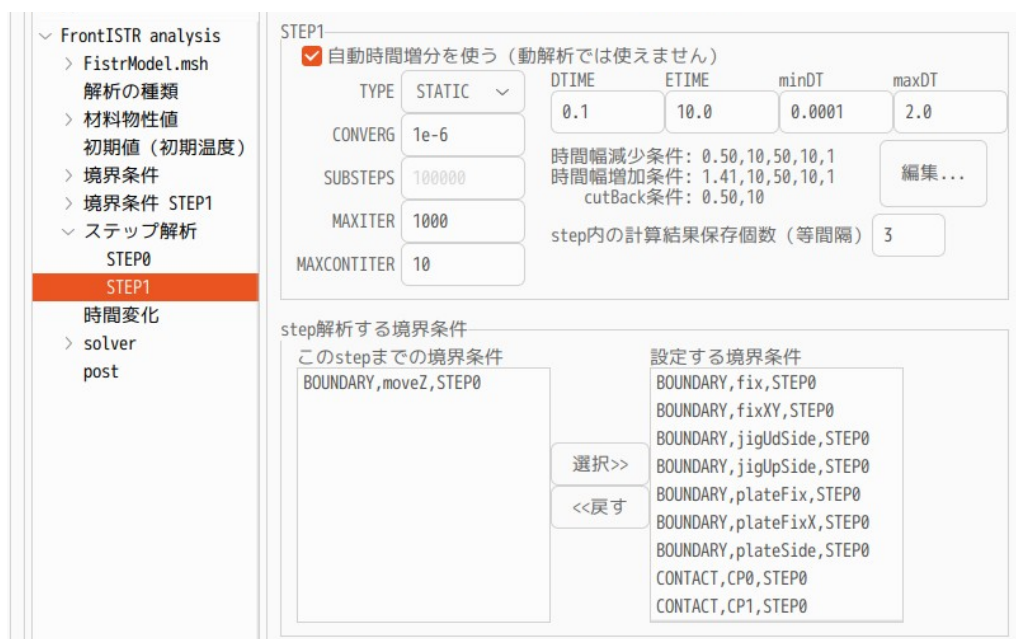 FrontISTR analysis
FistrModel.msh
解析の種類
材料物性値
初期値（初期温度）
境界条件
境界条件 STEP1
ステップ解析
STEP0
STEP1
時間変化
solver
post
STEP1
自動時間増分を使う（動解析では使えません）
TYPE STATIC
CONVERG 1e-6
SUBSTEPS 100000
MAXITER 1000
MAXCONTITER 10
DTIME ETIME minDT maxDT
0.1 10.0 0.0001 2.0
時間幅減少条件: 0.50,10,50,10,1
時間幅増加条件: 1.41,10,50,10,1
cutBack条件: 0.50,10
編集...
step内の計算結果保存個数（等間隔） 3
step解析する境界条件
このstepまでの境界条件
BOUNDARY,moveZ,STEP0
選択>>
<<戻す
設定する境界条件
BOUNDARY,fix,STEP0
BOUNDARY,fixXY,STEP0
BOUNDARY,jigUdSide,STEP0
BOUNDARY,jigUpSide,STEP0
BOUNDARY,plateFix,STEP0
BOUNDARY,plateFixX,STEP0
BOUNDARY,plateSide,STEP0
CONTACT,CP0,STEP0
CONTACT,CP1,STEP0